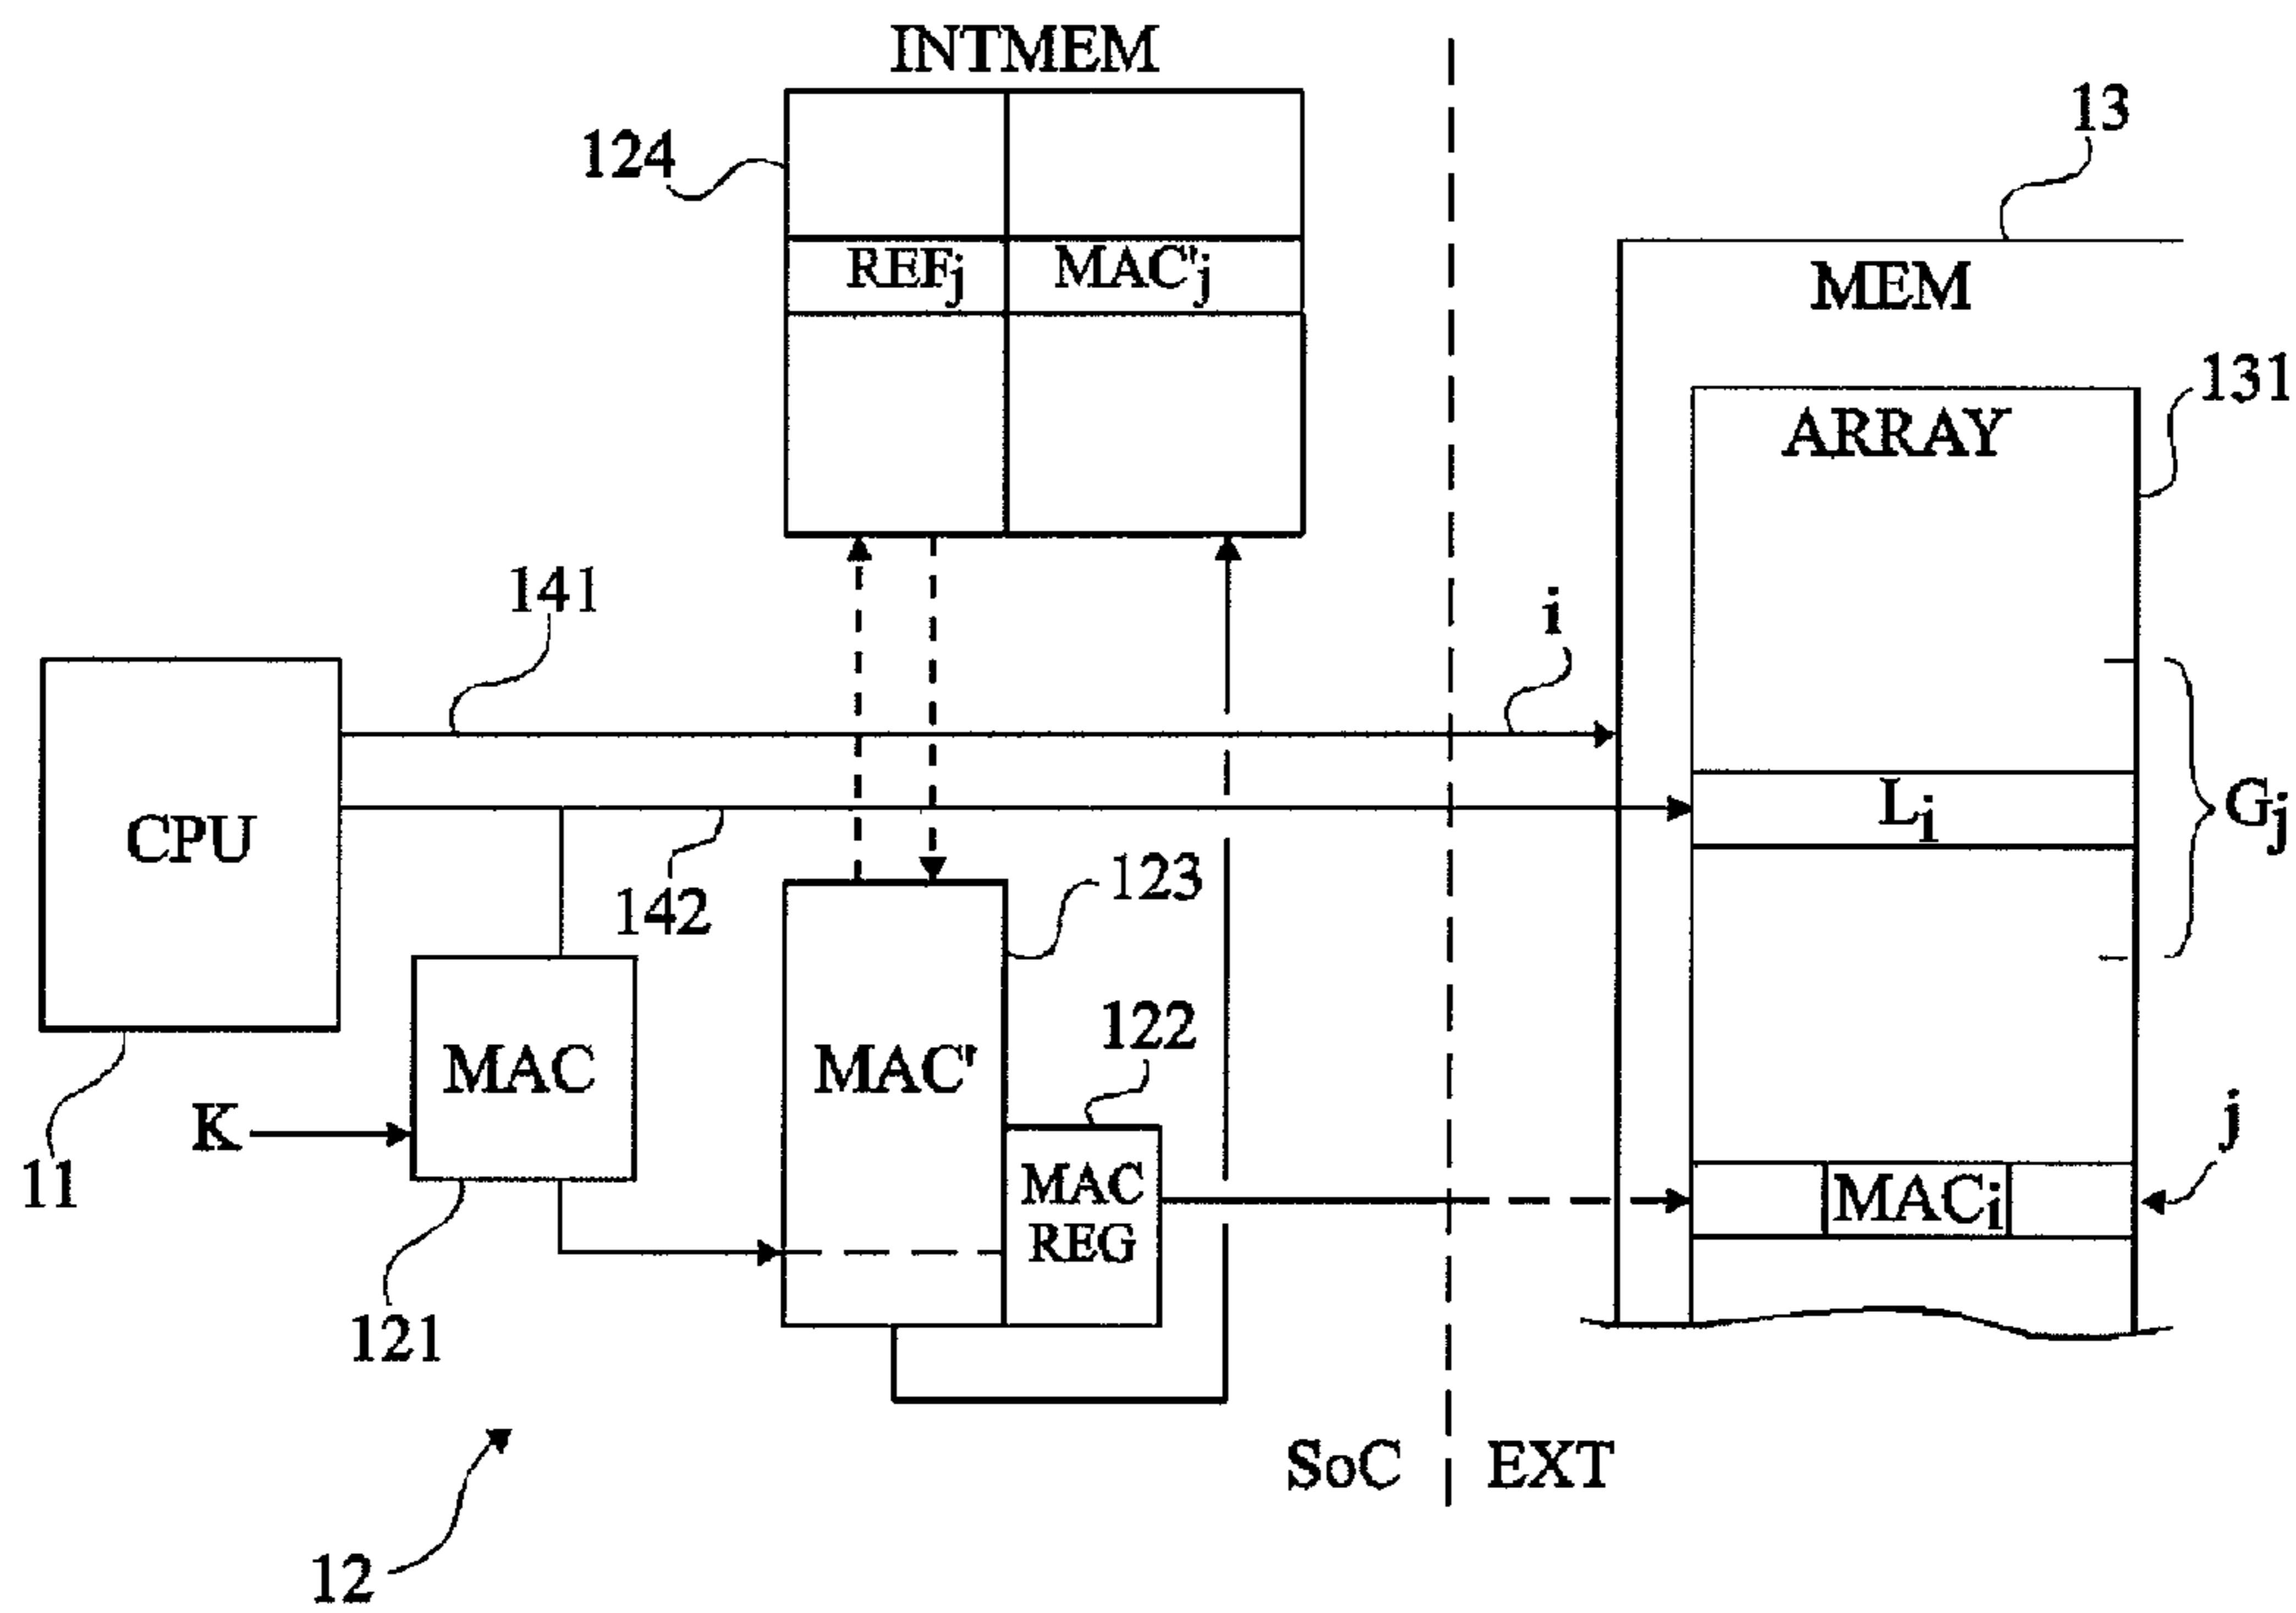 INTMEM
124
13
REFj
MAC'j
MEM
131
ARRAY
141
i
CPU
Li
Gj
142
123
MAC
MAC'
122
K
11
MAC
REG
MACi
j
121
SoC
EXT
12